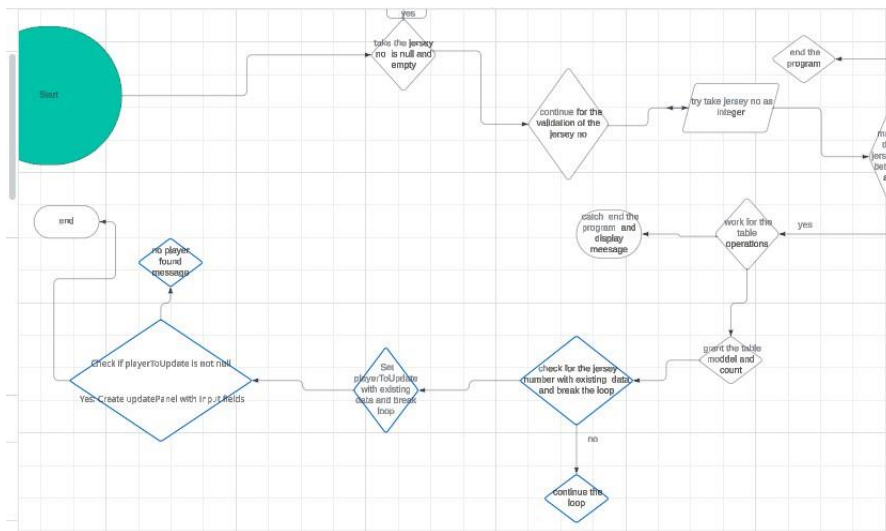 yes
take the jersey
no is null and
empty
Start
end the
program
continue for the
validation of the
jersey no
try take jersey no as
integer
jers
bet
end
catch end the
program and
display
meesage
work for the
table
operations
yes
no player
found
message
grant the table
moddel and
count
Check if playerToUpdate is not null
Yes: Create updatePanel with input fields
Set
playerToUpdate
with existing
data and break
loop
check for the jersey
number with existing data
and break the loop
no
continue the
loop